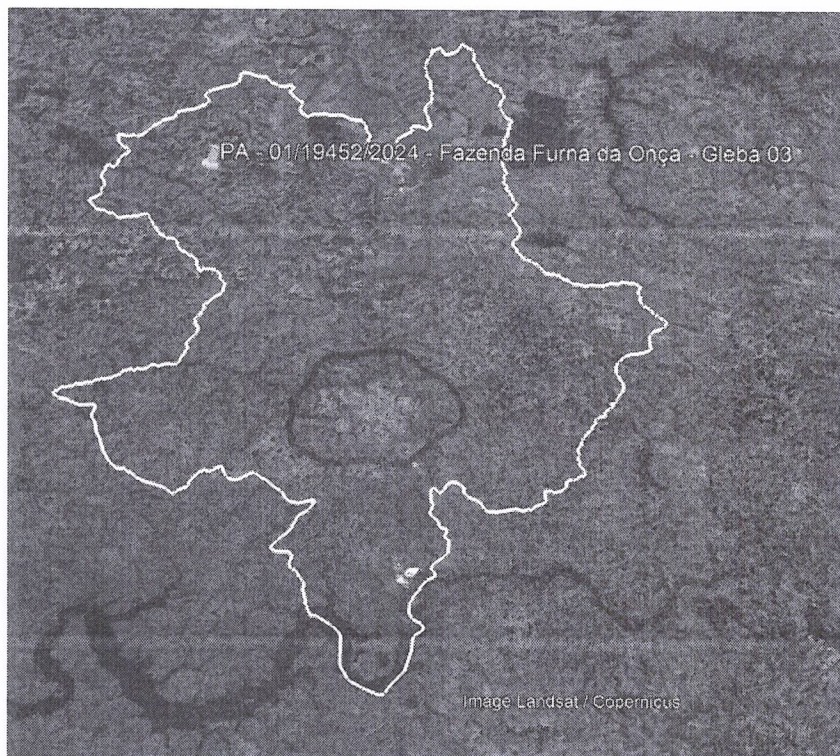 PA - 01/19452/2024 - Fazenda Furna da Onça - Gleba 03
Image Landsat / Copernicus